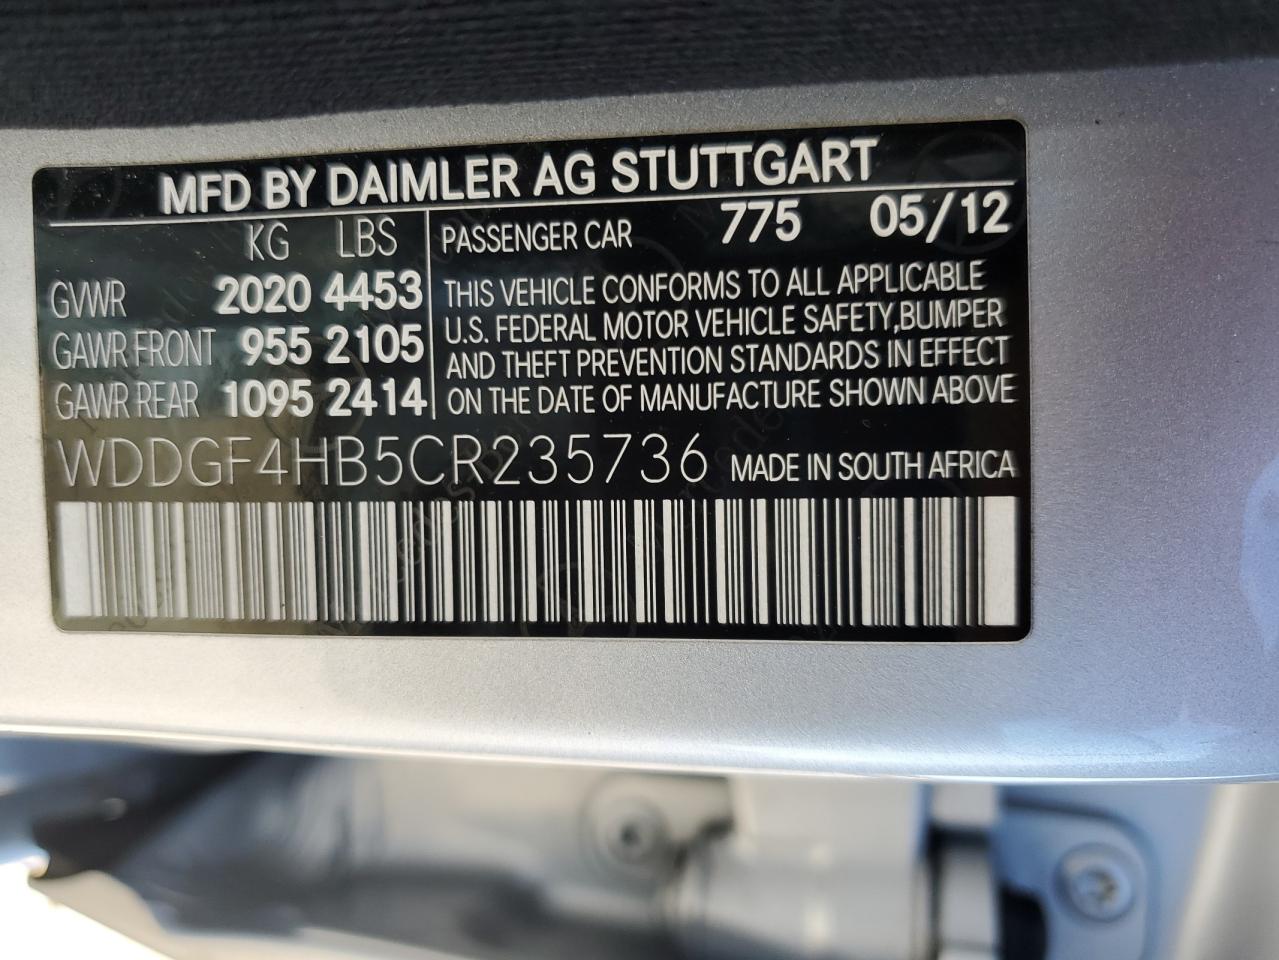 MFD BY DAIMLER AG STUTTGART
KG LBS
GVWR 2020 4453
GAWR FRONT 955 2105
GAWR REAR 1095 2414
PASSENGER CAR 775 05/12
THIS VEHICLE CONFORMS TO ALL APPLICABLE
U.S. FEDERAL MOTOR VEHICLE SAFETY,BUMPER
AND THEFT PREVENTION STANDARDS IN EFFECT
ON THE DATE OF MANUFACTURE SHOWN ABOVE
WDDGF4HB5CR235736 MADE IN SOUTH AFRICA